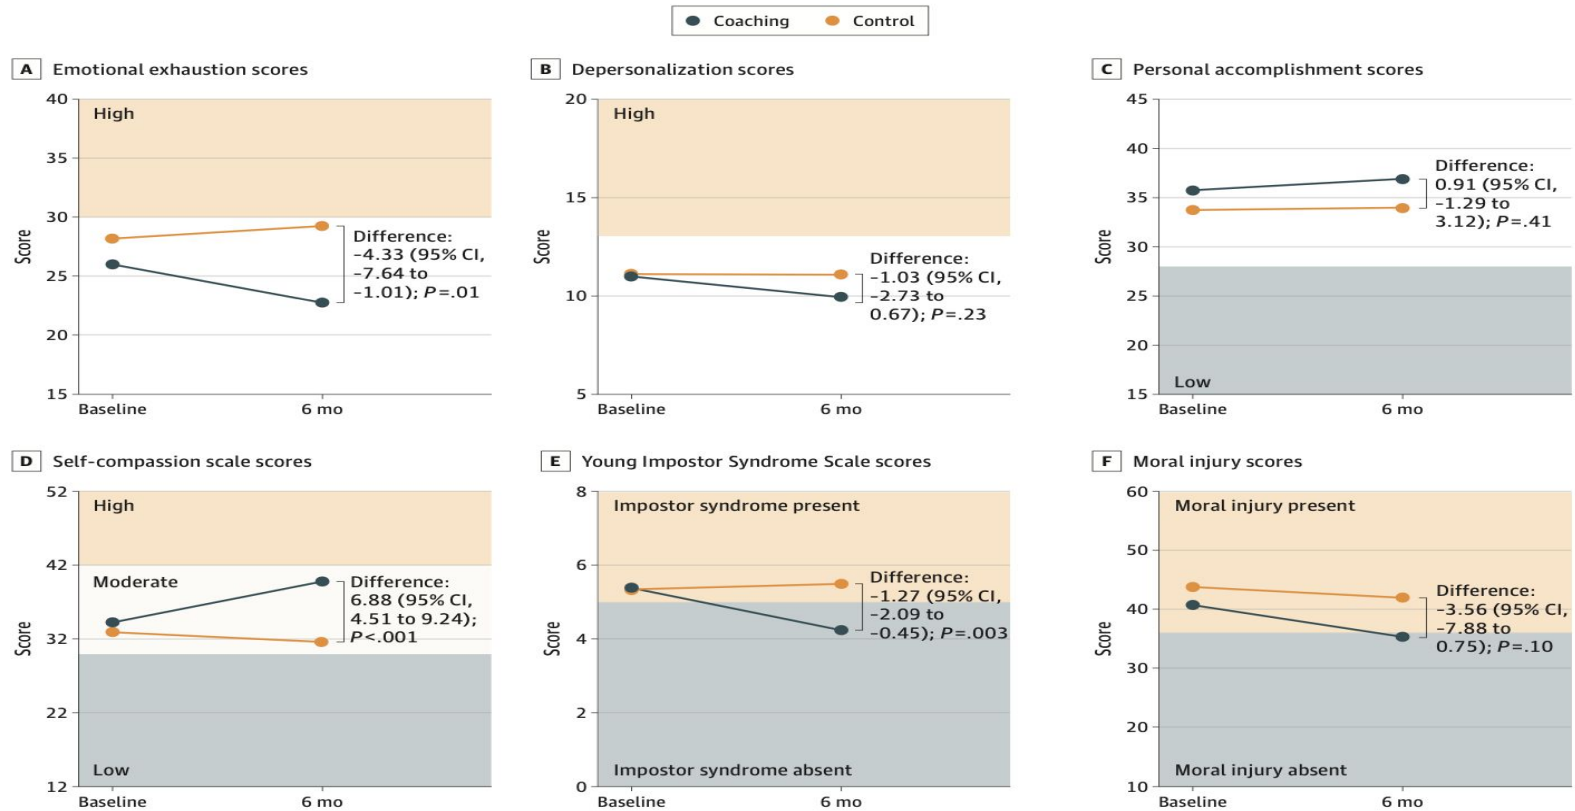 Coaching Control
A Emotional exhaustion scores
40
High
35
30
Score
25
20
15
Baseline 6 mo
Difference:
–4.33 (95% CI,
–7.64 to
–1.01); P=.01
B Depersonalization scores
20
High
15
Score
10
5
Baseline 6 mo
Difference:
–1.03 (95% CI,
–2.73 to
0.67); P=.23
C Personal accomplishment scores
45
40
35
30
Score
25
20
Low
15
Baseline 6 mo
Difference:
0.91 (95% CI,
–1.29 to
3.12); P=.41
D Self-compassion scale scores
52
High
42
Moderate
32
Score
22
Low
12
Baseline 6 mo
Difference:
6.88 (95% CI,
4.51 to 9.24);
P<.001
E Young Impostor Syndrome Scale scores
8
Impostor syndrome present
6
4
Score
2
Impostor syndrome absent
0
Baseline 6 mo
Difference:
–1.27 (95% CI,
–2.09 to
–0.45); P=.003
F Moral injury scores
60
Moral injury present
50
40
Score
30
20
Moral injury absent
10
Baseline 6 mo
Difference:
–3.56 (95% CI,
–7.88 to
0.75); P=.10